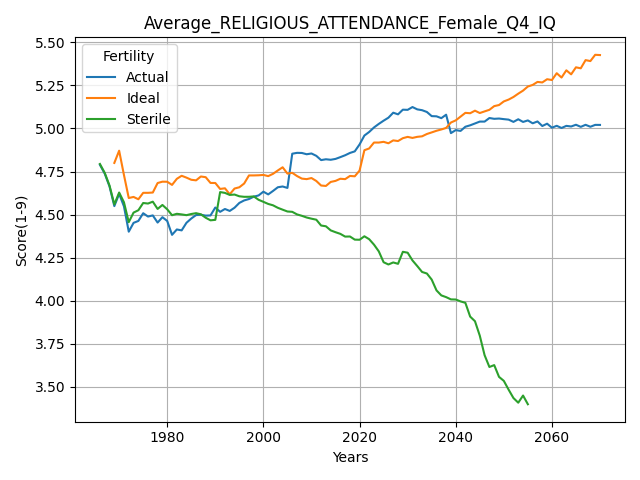 Average_RELIGIOUS_ATTENDANCE_Female_Q4_IQ
Fertility
Actual
Ideal
Sterile
Score(1-9)
5.50
5.25
5.00
4.75
4.50
4.25
4.00
3.75
3.50
1980 2000 2020 2040 2060
Years